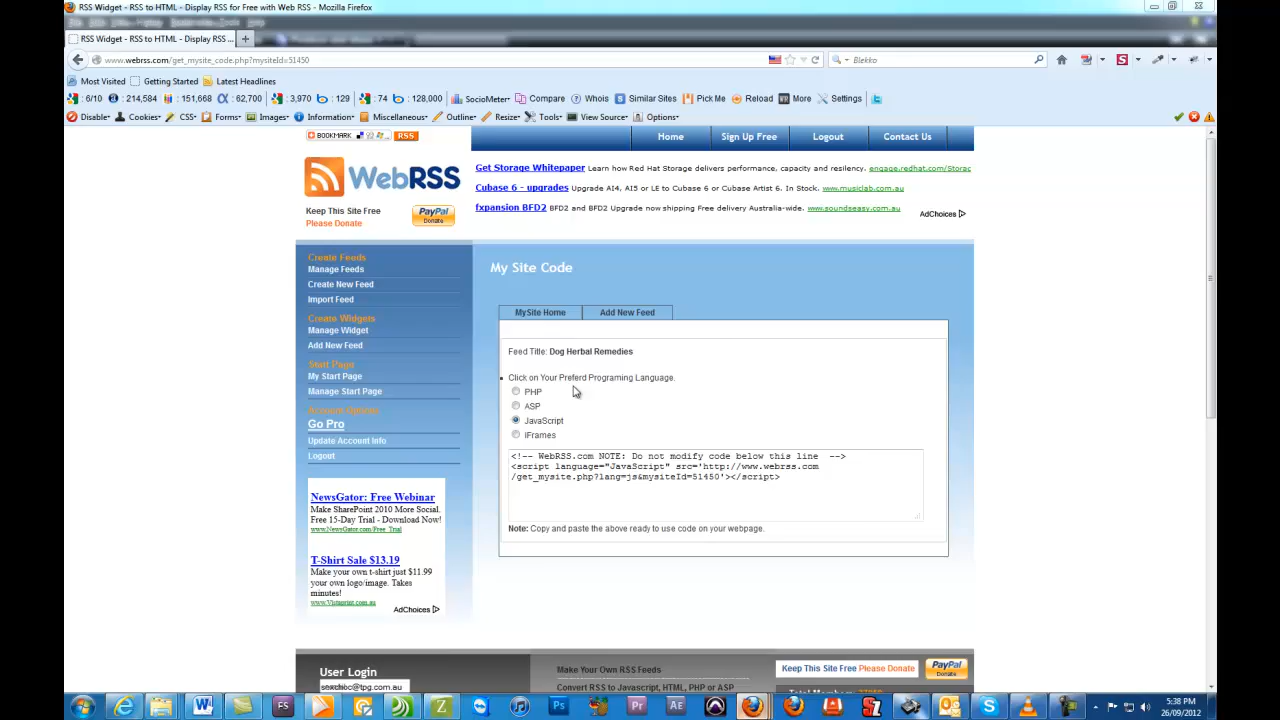 RSS Widget - RSS to HTML - Display RSS for Free with Web RSS - Mozilla Firefox
RSS Widget - RSS to HTML - Display RSS ...
www.webrss.com/get_mysite_code.php?mysiteId=51450
Blekko
Most Visited Getting Started Latest Headlines
6/10 214,584 151,668 62,700 3,970 129 74 128,000 SocioMeter Compare Whois Similar Sites Pick Me Reload More Settings
Disable Cookies CSS Forms Images Information Miscellaneous Outline Resize Tools View Source Options
BOOKMARK RSS
Home Sign Up Free Logout Contact Us
WebRSS
Keep This Site Free
Please Donate
PayPal
Donate
Get Storage Whitepaper Learn how Red Hat Storage delivers performance, capacity and resilency. engage.redhat.com/Storac
Cubase 6 - upgrades Upgrade AI4, AI5 or LE to Cubase 6 or Cubase Artist 6. In Stock. www.musiclab.com.au
fxpansion BFD2 BFD2 and BFD2 Upgrade now shipping Free delivery Australia-wide. www.soundseasy.com.au
AdChoices
Create Feeds
Manage Feeds
Create New Feed
Import Feed
Create Widgets
Manage Widget
Add New Feed
Start Page
My Start Page
Manage Start Page
Account Options
Go Pro
Update Account Info
Logout
NewsGator: Free Webinar
Make SharePoint 2010 More Social.
Free 15-Day Trial - Download Now!
www.NewsGator.com/Free_Trial
T-Shirt Sale $13.19
Make your own t-shirt just $11.99
your own logo/image. Takes
minutes!
www.Vistaprint.com.au
AdChoices
My Site Code
MySite Home Add New Feed
Feed Title: Dog Herbal Remedies
Click on Your Preferd Programing Language.
PHP
ASP
JavaScript
IFrames
<!-- WebRSS.com NOTE: Do not modify code below this line -->
<script language="JavaScript" src='http://www.webrss.com
/get_mysite.php?lang=js&mysiteId=51450'></script>
Note: Copy and paste the above ready to use code on your webpage.
User Login
@tpg.com.au
Make Your Own RSS Feeds
Convert RSS to Javascript, HTML, PHP or ASP
Keep This Site Free Please Donate
PayPal
Donate
Total Members:
5:38 PM
26/09/2012